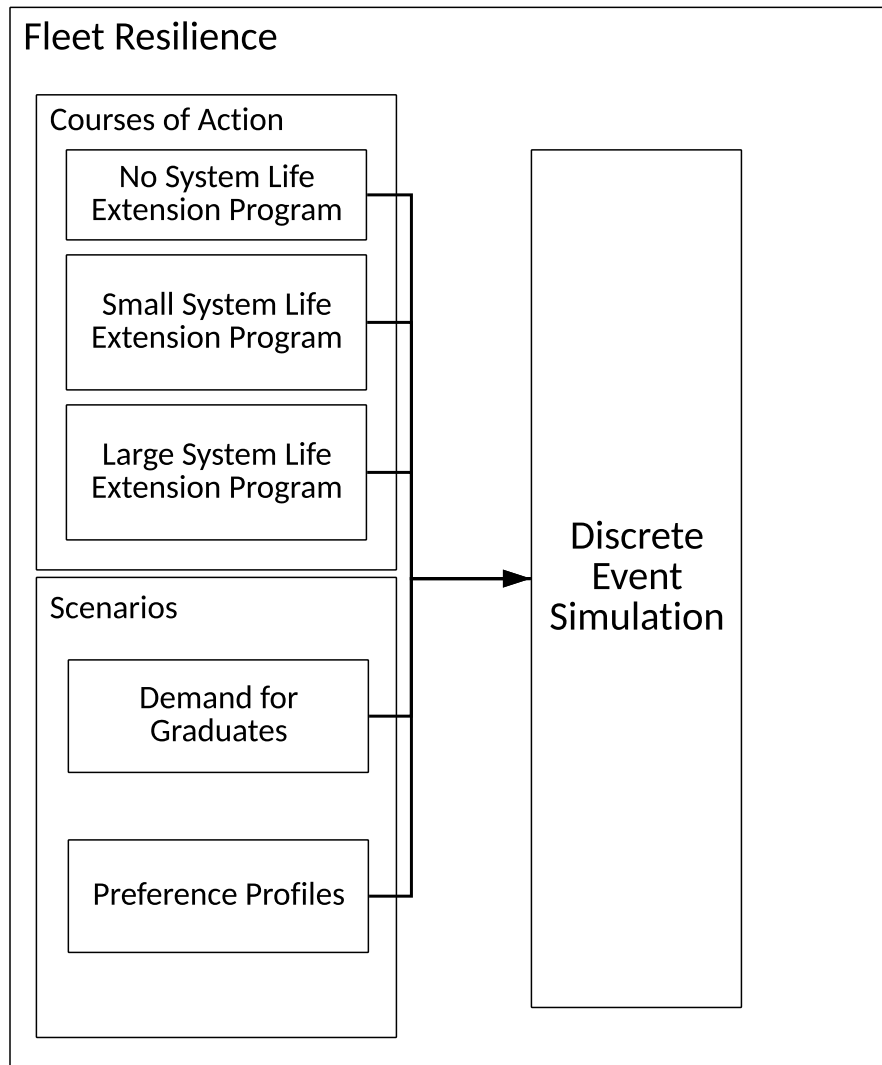 Fleet Resilience
Courses of Action
No System Life
Extension Program
Small System Life
Extension Program
Large System Life
Extension Program
Scenarios
Demand for
Graduates
Preference Profiles
Discrete
Event
Simulation